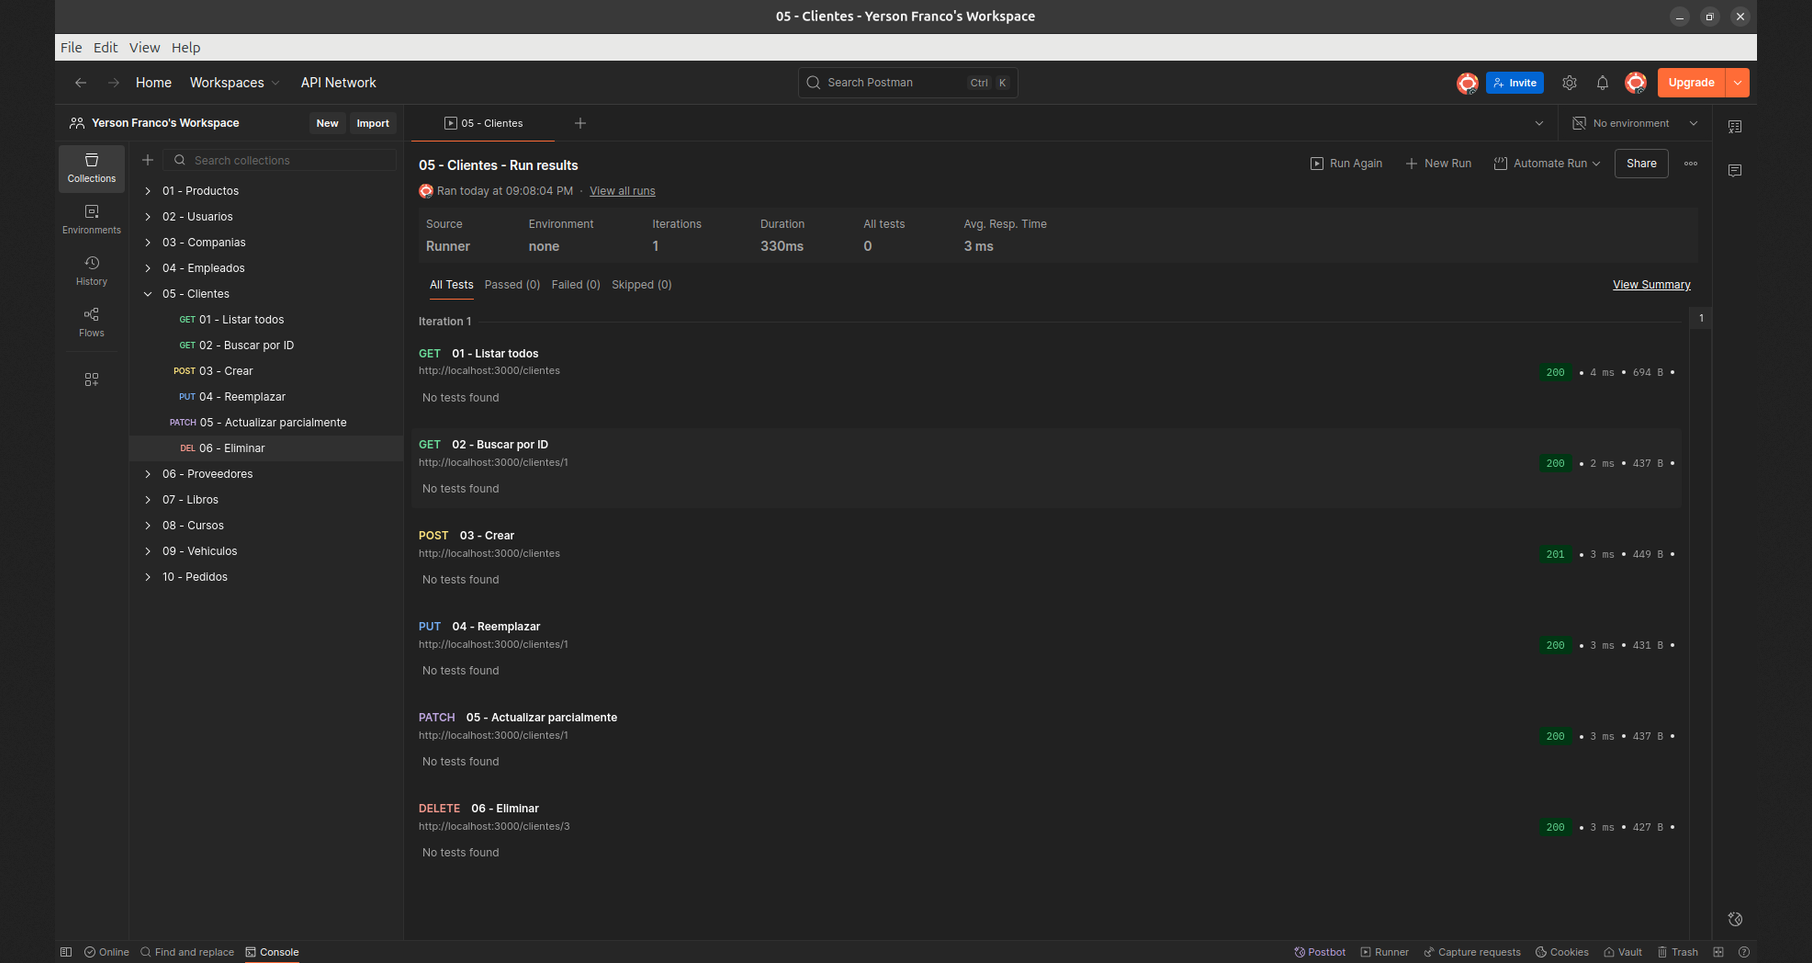 05 - Clientes - Yerson Franco's Workspace
File Edit View Help
Home Workspaces API Network
Search Postman Ctrl K
Invite
Upgrade
Yerson Franco's Workspace New Import
05 - Clientes
No environment
Collections
Environments
History
Flows
Search collections
01 - Productos
02 - Usuarios
03 - Companias
04 - Empleados
05 - Clientes
GET 01 - Listar todos
GET 02 - Buscar por ID
POST 03 - Crear
PUT 04 - Reemplazar
PATCH 05 - Actualizar parcialmente
DEL 06 - Eliminar
06 - Proveedores
07 - Libros
08 - Cursos
09 - Vehiculos
10 - Pedidos
05 - Clientes - Run results
Run Again New Run Automate Run Share
Ran today at 09:08:04 PM · View all runs
Source Environment Iterations Duration All tests Avg. Resp. Time
Runner none 1 330ms 0 3 ms
All Tests Passed (0) Failed (0) Skipped (0) View Summary
Iteration 1
1
GET 01 - Listar todos
http://localhost:3000/clientes
200 • 4 ms • 694 B •
No tests found
GET 02 - Buscar por ID
http://localhost:3000/clientes/1
200 • 2 ms • 437 B •
No tests found
POST 03 - Crear
http://localhost:3000/clientes
201 • 3 ms • 449 B •
No tests found
PUT 04 - Reemplazar
http://localhost:3000/clientes/1
200 • 3 ms • 431 B •
No tests found
PATCH 05 - Actualizar parcialmente
http://localhost:3000/clientes/1
200 • 3 ms • 437 B •
No tests found
DELETE 06 - Eliminar
http://localhost:3000/clientes/3
200 • 3 ms • 427 B •
No tests found
Online Find and replace Console
Postbot Runner Capture requests Cookies Vault Trash